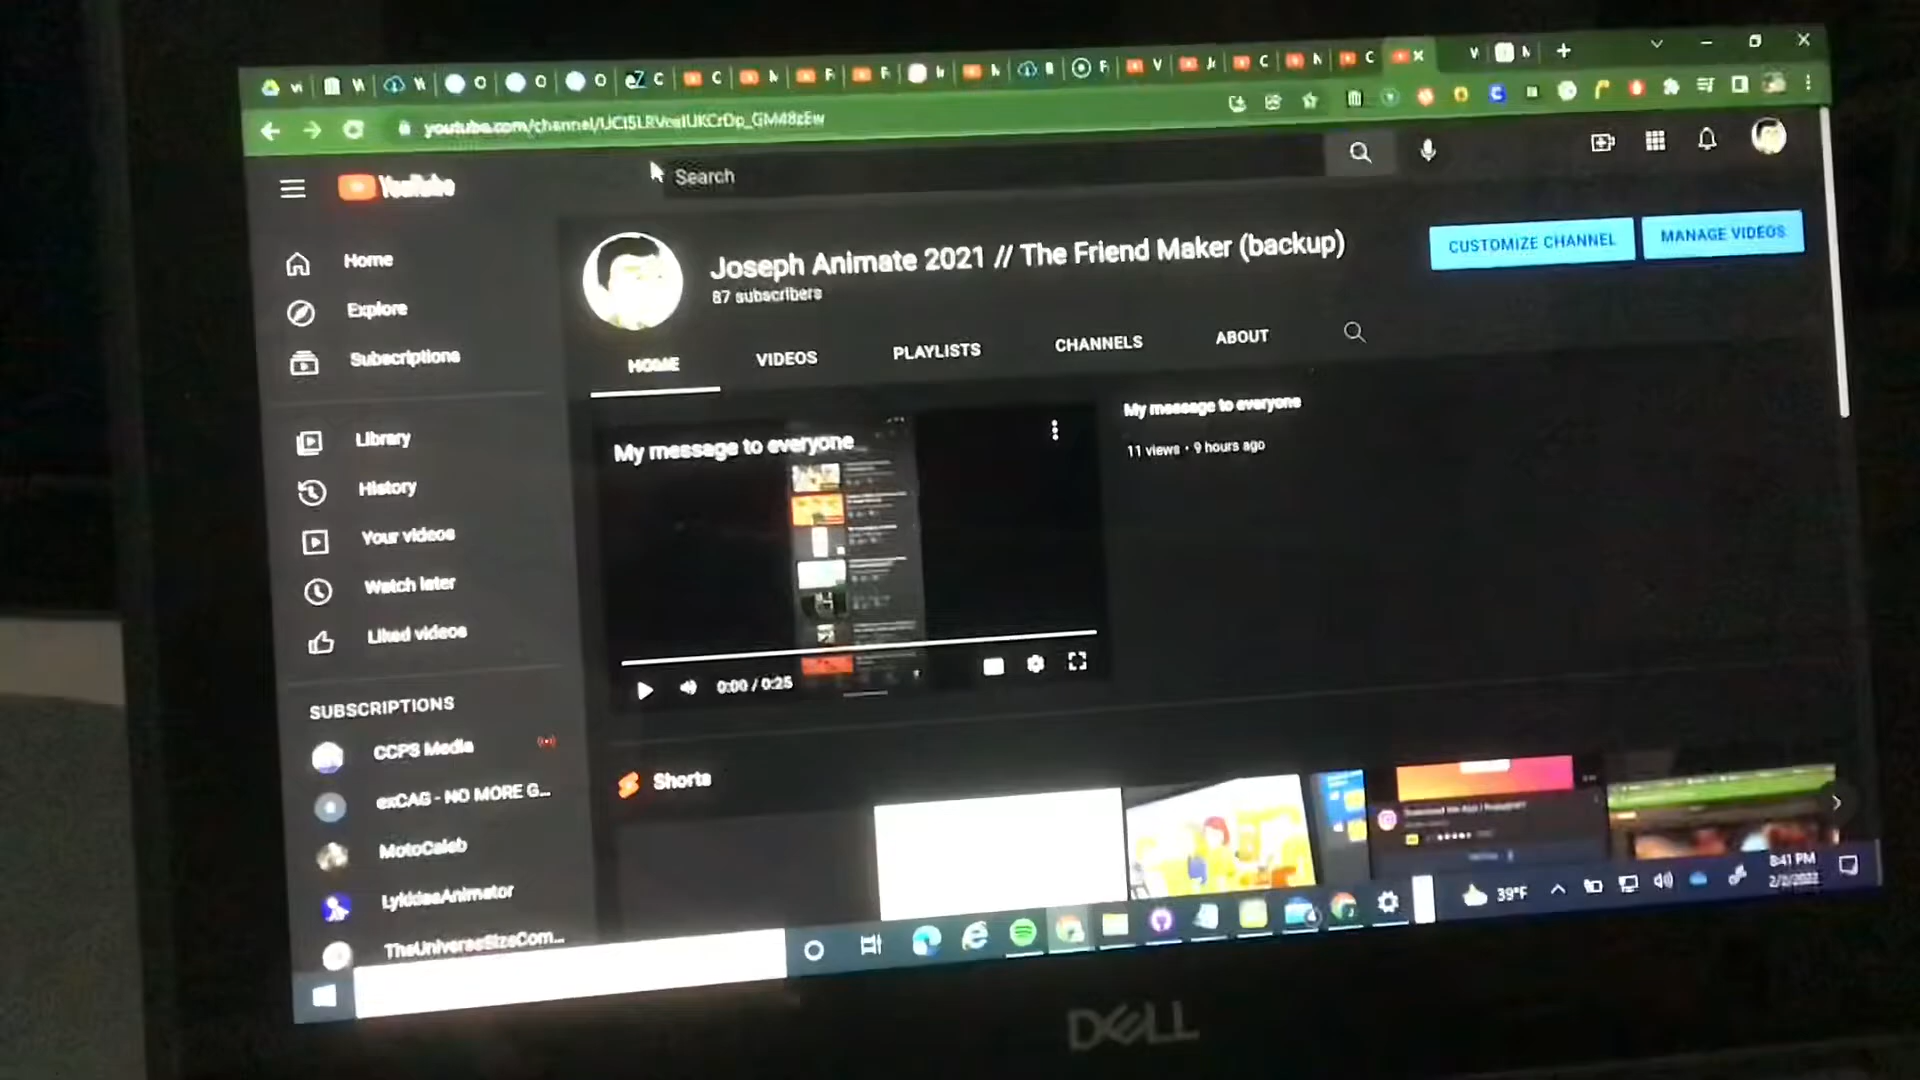 youtube.com/channel/
YouTube
Search
Home
Explore
Subscriptions
Library
History
Your videos
Watch later
Liked videos
SUBSCRIPTIONS
CCPS Media
exCAG - NO MORE G...
MotoCaleb
LykkiasAnimator
TheUniverseSizeCom...
Joseph Animate 2021 // The Friend Maker (backup)
87 subscribers
CUSTOMIZE CHANNEL
MANAGE VIDEOS
HOME
VIDEOS
PLAYLISTS
CHANNELS
ABOUT
My message to everyone
0:00 / 0:25
My message to everyone
11 views • 9 hours ago
Shorts
39°F
8:41 PM
2/2/2022
DELL